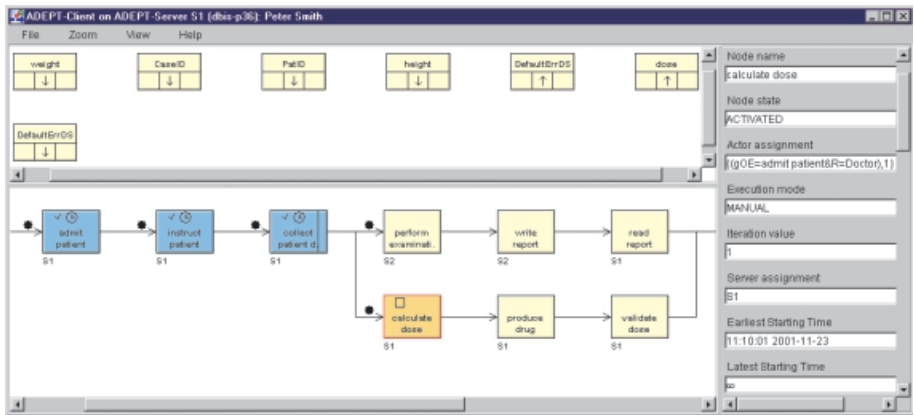 ADEPT-Client on ADEPT-Server S1 (dbis-p36): Peter Smith
File Zoom View Help
weight CaseID PatID height DefaultErrDS dose
DefaultErrDS
admit patient
S1
instruct patient
S1
collect patient d.
S1
perform examinati..
S2
write report
S2
read report
S1
calculate dose
S1
produce drug
S1
validate dose
S1
Node name
calculate dose
Node state
ACTIVATED
Actor assignment
((gOE=admit patient&R=Doctor),1)
Execution mode
MANUAL
Iteration value
1
Server assignment
S1
Earliest Starting Time
11:10:01 2001-11-23
Latest Starting Time
∞